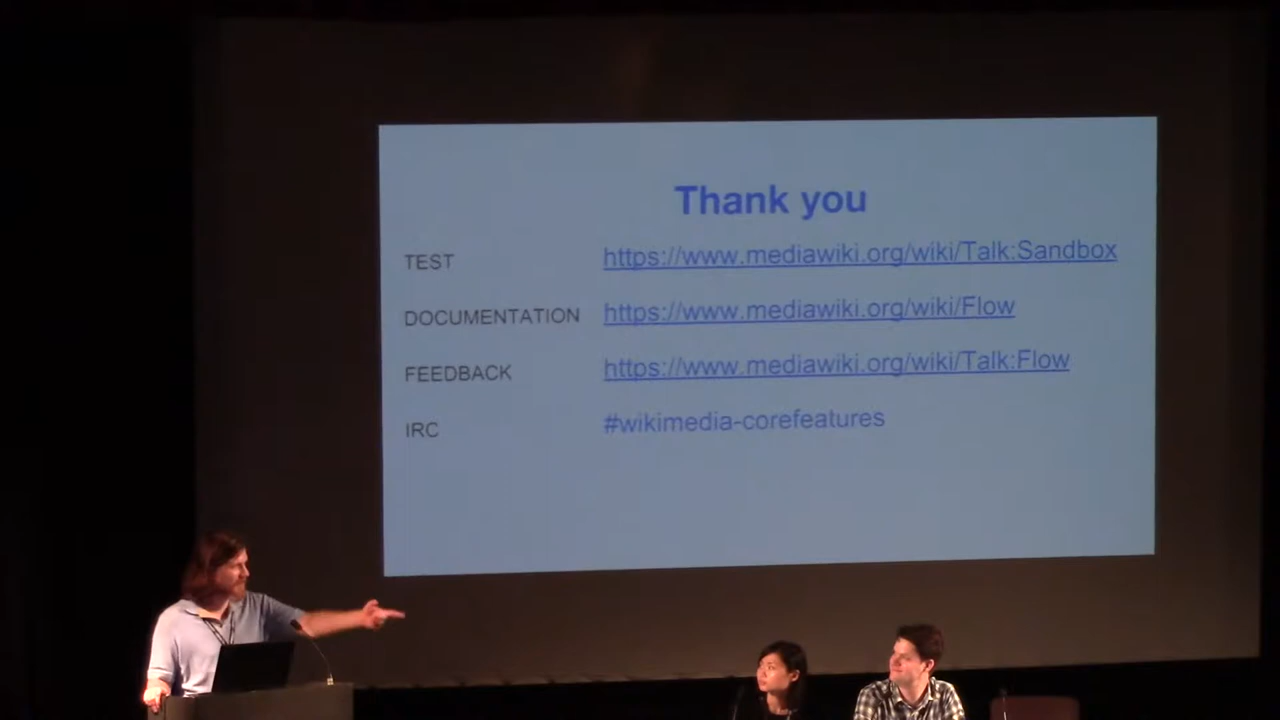 Thank you
TEST https://www.mediawiki.org/wiki/Talk:Sandbox
DOCUMENTATION https://www.mediawiki.org/wiki/Flow
FEEDBACK https://www.mediawiki.org/wiki/Talk:Flow
IRC #wikimedia-corefeatures